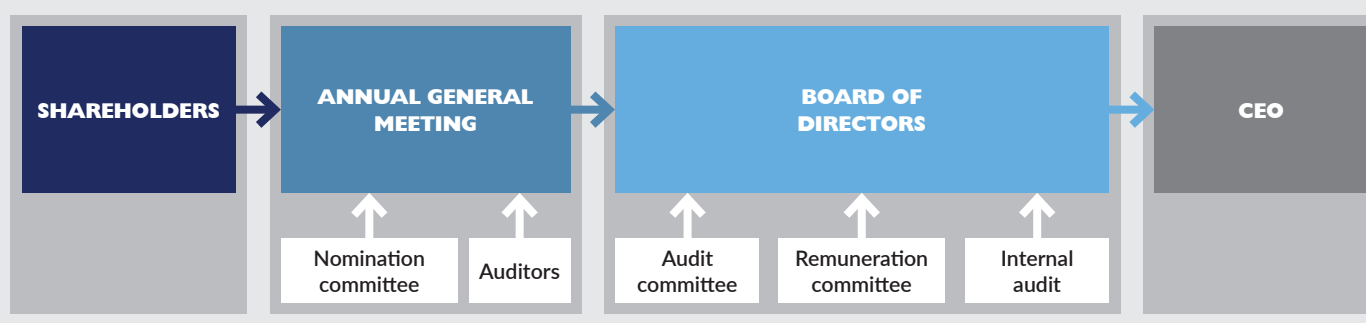 SHAREHOLDERS
ANNUAL GENERAL
MEETING
BOARD OF
DIRECTORS
CEO
Nomination
committee
Auditors
Audit
committee
Remuneration
committee
Internal
audit